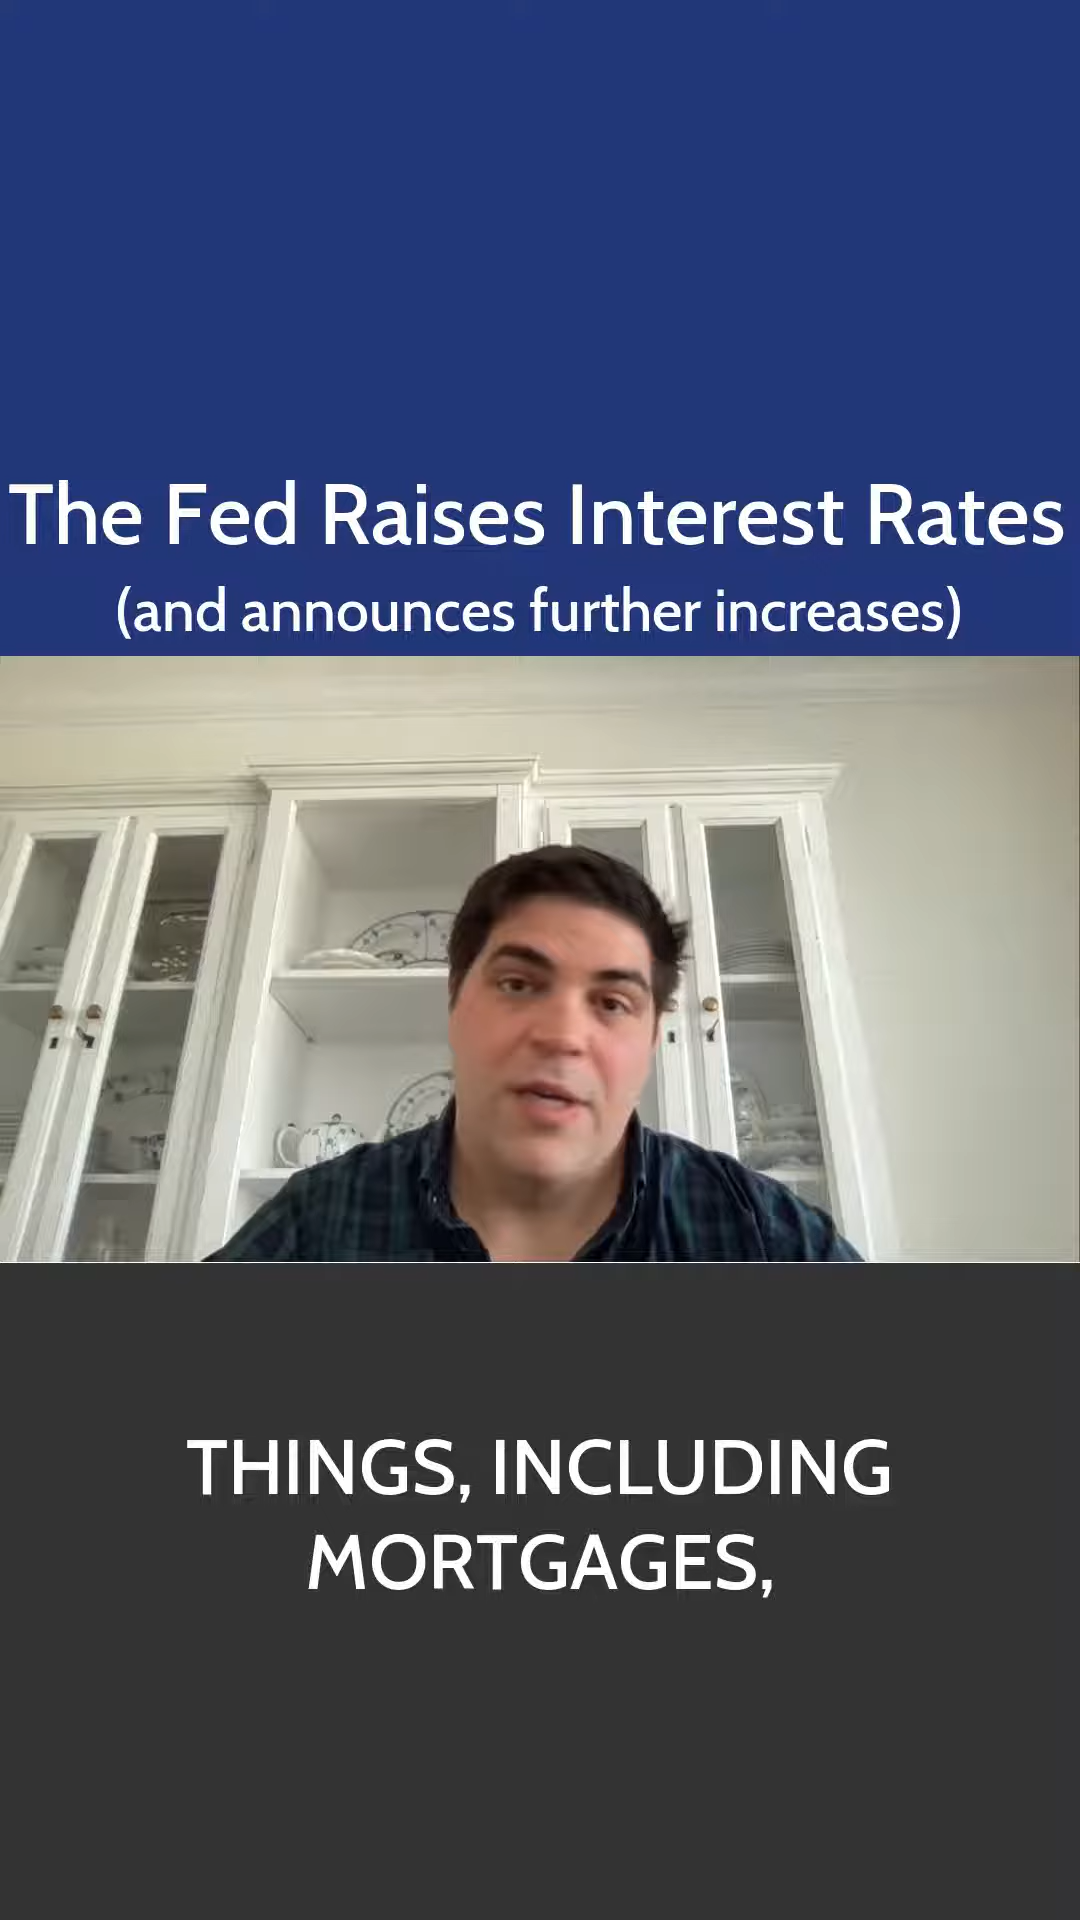 The Fed Raises Interest Rates
(and announces further increases)
THINGS, INCLUDING
MORTGAGES,